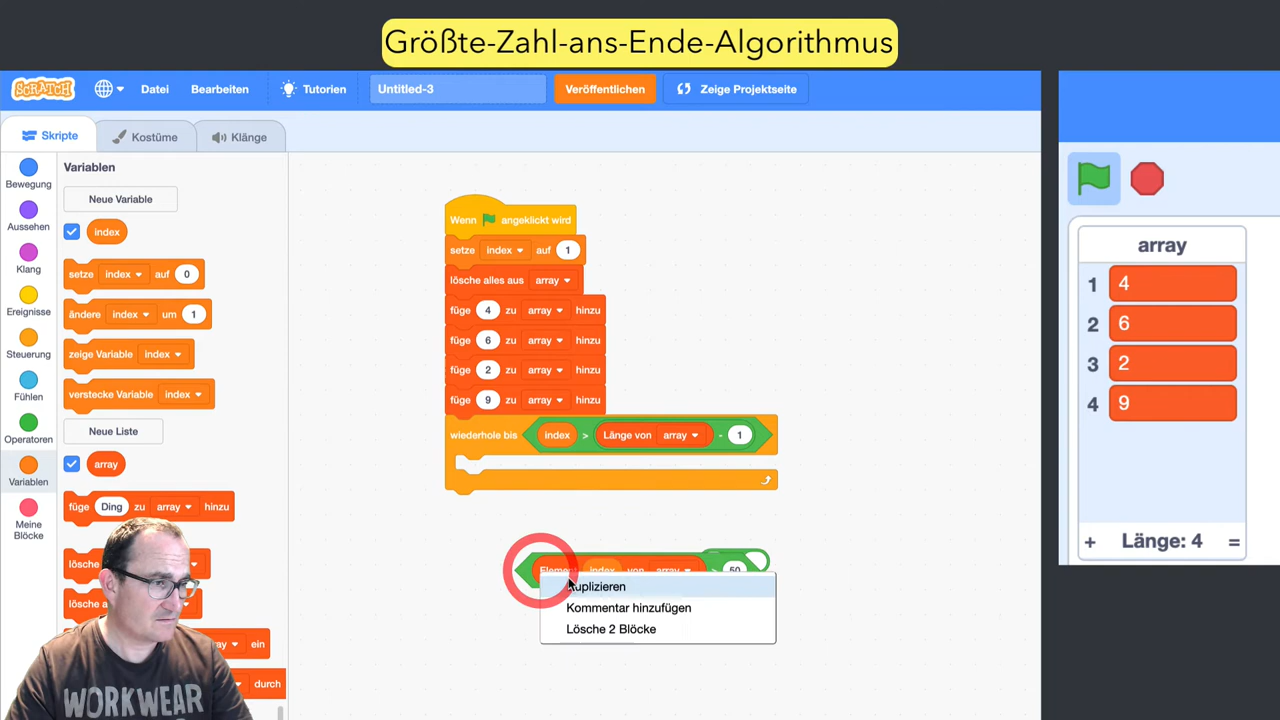 Größte-Zahl-ans-Ende-Algorithmus
SCRATCH
Datei
Bearbeiten
Tutorien
Untitled-3
Veröffentlichen
Zeige Projektseite
Skripte
Kostüme
Klänge
Bewegung
Aussehen
Klang
Ereignisse
Steuerung
Fühlen
Operatoren
Variablen
Meine
Blöcke
Variablen
Neue Variable
index
setze index auf 0
ändere index um 1
zeige Variable index
verstecke Variable index
Neue Liste
array
füge Ding zu array hinzu
lösche
lösche a
ein
durch
Wenn angeklickt wird
setze index auf 1
lösche alles aus array
füge 4 zu array hinzu
füge 6 zu array hinzu
füge 2 zu array hinzu
füge 9 zu array hinzu
wiederhole bis index > Länge von array - 1
Element index von array > 50
Kommentar hinzufügen
Lösche 2 Blöcke
array
1 4
2 6
3 2
4 9
+ Länge: 4 =
WORKWEAR